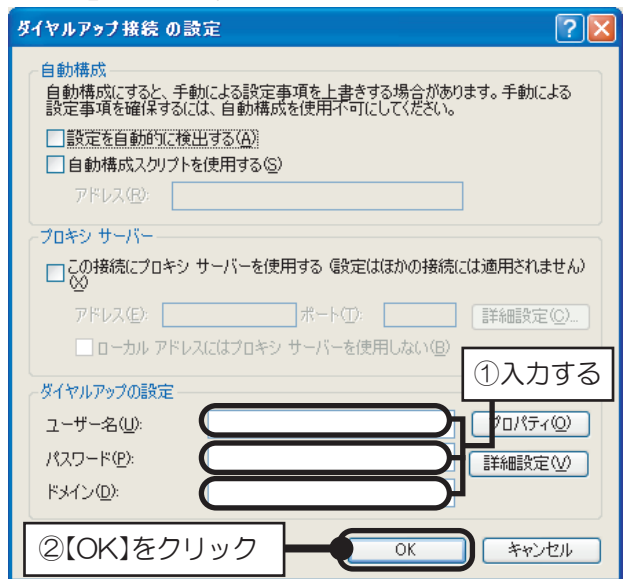 ダイヤルアップ接続 の設定
自動構成
自動構成にすると、手動による設定事項を上書きする場合があります。手動による
設定事項を確保するには、自動構成を使用不可にしてください。
設定を自動的に検出する(A)
自動構成スクリプトを使用する(S)
アドレス(R):
プロキシ サーバー
この接続にプロキシ サーバーを使用する (設定はほかの接続には適用されません)
(X)
アドレス(E): ポート(T): 詳細設定(C)...
ローカル アドレスにはプロキシ サーバーを使用しない(B)
①入力する
ダイヤルアップの設定
ユーザー名(U): プロパティ(O)
パスワード(P): 詳細設定(V)
ドメイン(D):
②【OK】をクリック OK キャンセル